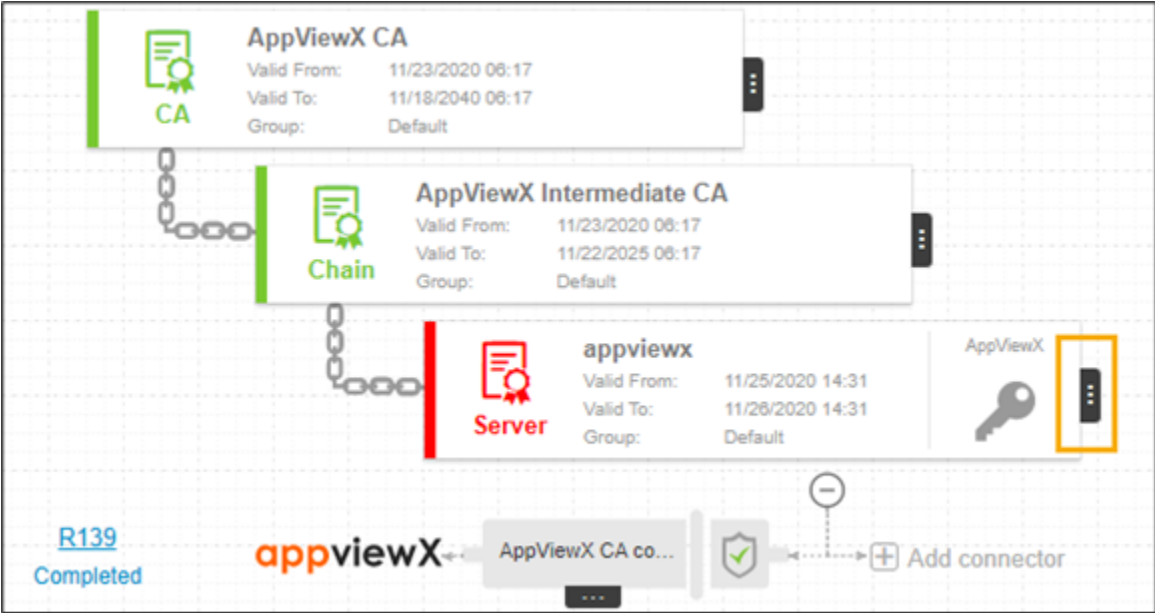 AppViewX CA
Valid From: 11/23/2020 06:17
Valid To: 11/18/2040 06:17
Group: Default
CA
AppViewX Intermediate CA
Valid From: 11/23/2020 06:17
Valid To: 11/22/2025 06:17
Group: Default
Chain
appviewx
Valid From: 11/25/2020 14:31
Valid To: 11/26/2020 14:31
Group: Default
Server
AppViewX
R139
Completed
appviewX
AppViewX CA co...
Add connector